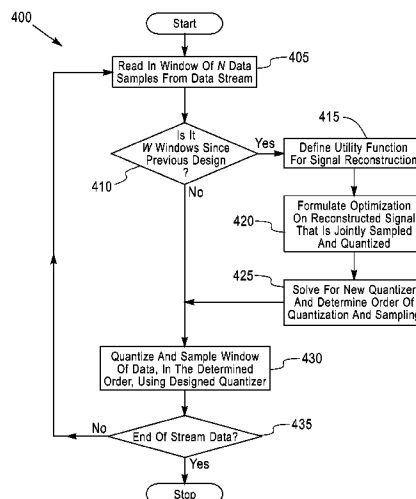 400
Start
Read In Window Of N Data
Samples From Data Stream
405
Is It
W Windows Since
Previous Design
?
410
Yes
No
415
Define Utility Function
For Signal Reconstruction
420
Formulate Optimization
On Reconstructed Signal
That Is Jointly Sampled
And Quantized
425
Solve For New Quantizer
And Determine Order Of
Quantization And Sampling
Quantize And Sample Window
Of Data, In The Determined
Order, Using Designed Quantizer
430
No
End Of Stream Data?
435
Yes
Stop